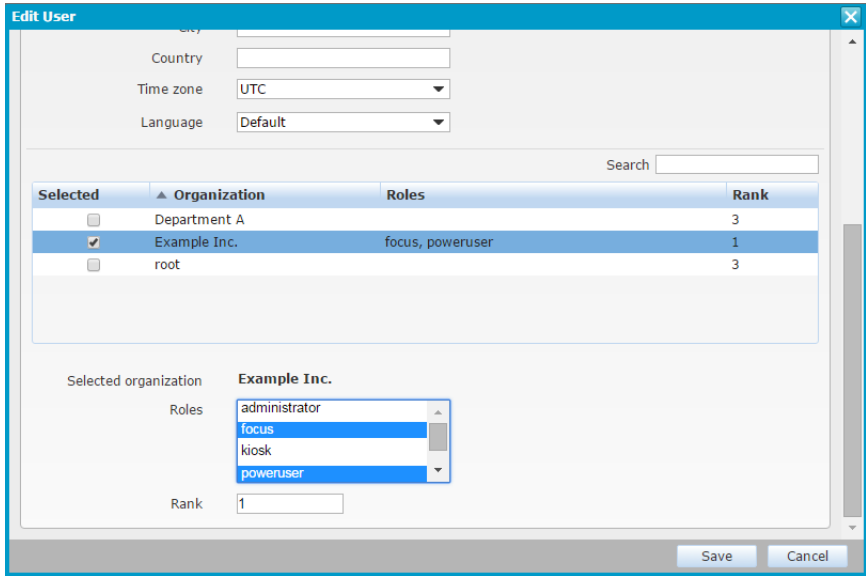 Edit User
City
Country
Time zone UTC
Language Default
Search
Selected Organization Roles Rank
Department A 3
Example Inc. focus, poweruser 1
root 3
Selected organization Example Inc.
Roles administrator
focus
kiosk
poweruser
Rank 1
Save Cancel